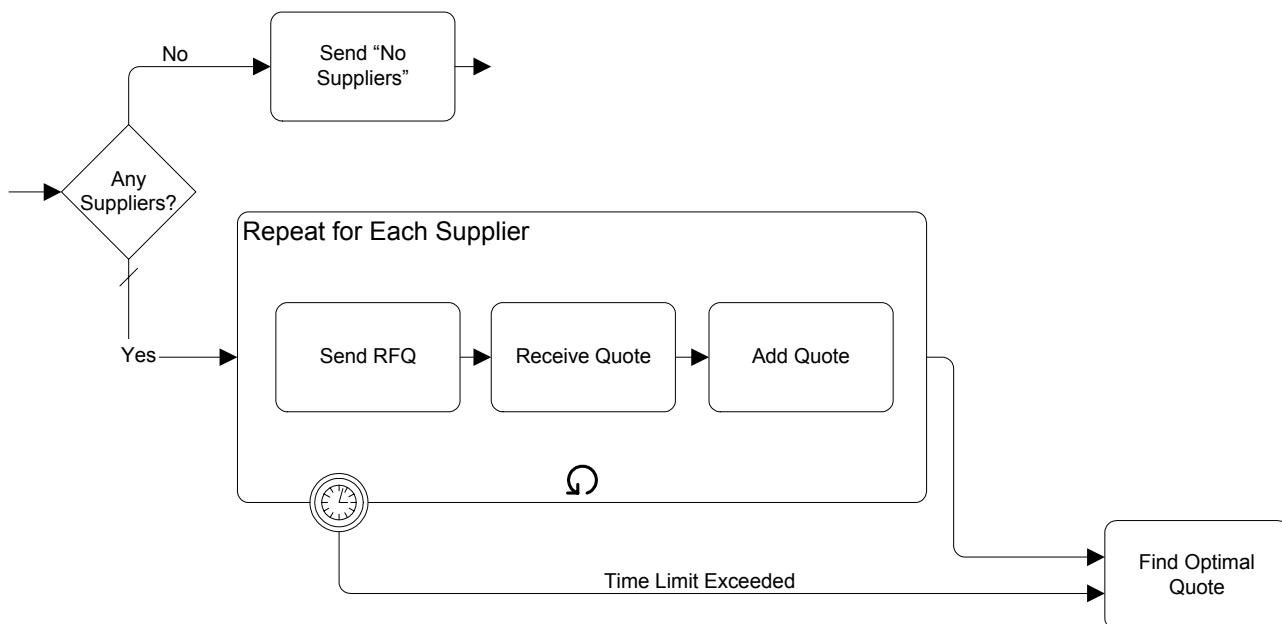 No
Send “No
Suppliers”
Any
Suppliers?
Repeat for Each Supplier
Send RFQ
Receive Quote
Add Quote
Yes
Time Limit Exceeded
Find Optimal
Quote